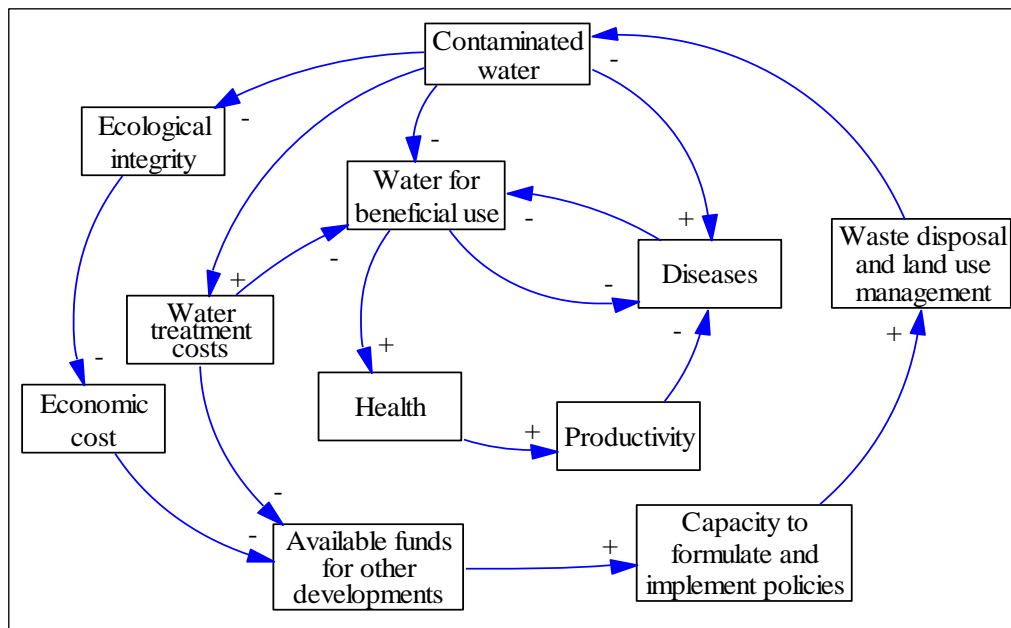 Contaminated
water
-
-
Ecological
integrity
-
Water for
beneficial use
-
-
+
Diseases
Waste disposal
and land use
management
+
-
Water
treatment
costs
-
+
-
+
-
Economic
cost
Health
+
Productivity
-
-
Available funds
for other
developments
+
Capacity to
formulate and
implement policies